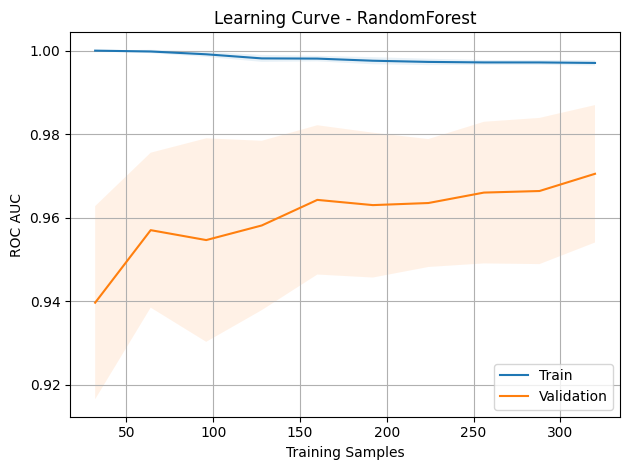 Learning Curve - RandomForest
ROC AUC
1.00
0.98
0.96
0.94
0.92
50
100
150
200
250
300
Training Samples
Train
Validation